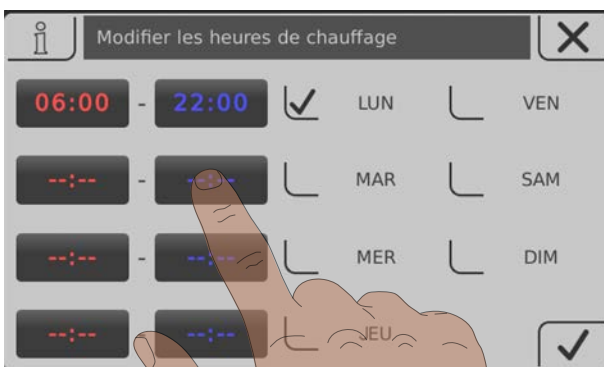 Modifier les heures de chauffage
06:00 - 22:00 LUN VEN
--:-- - --:-- MAR SAM
--:-- - --:-- MER DIM
--:-- --:-- JEU